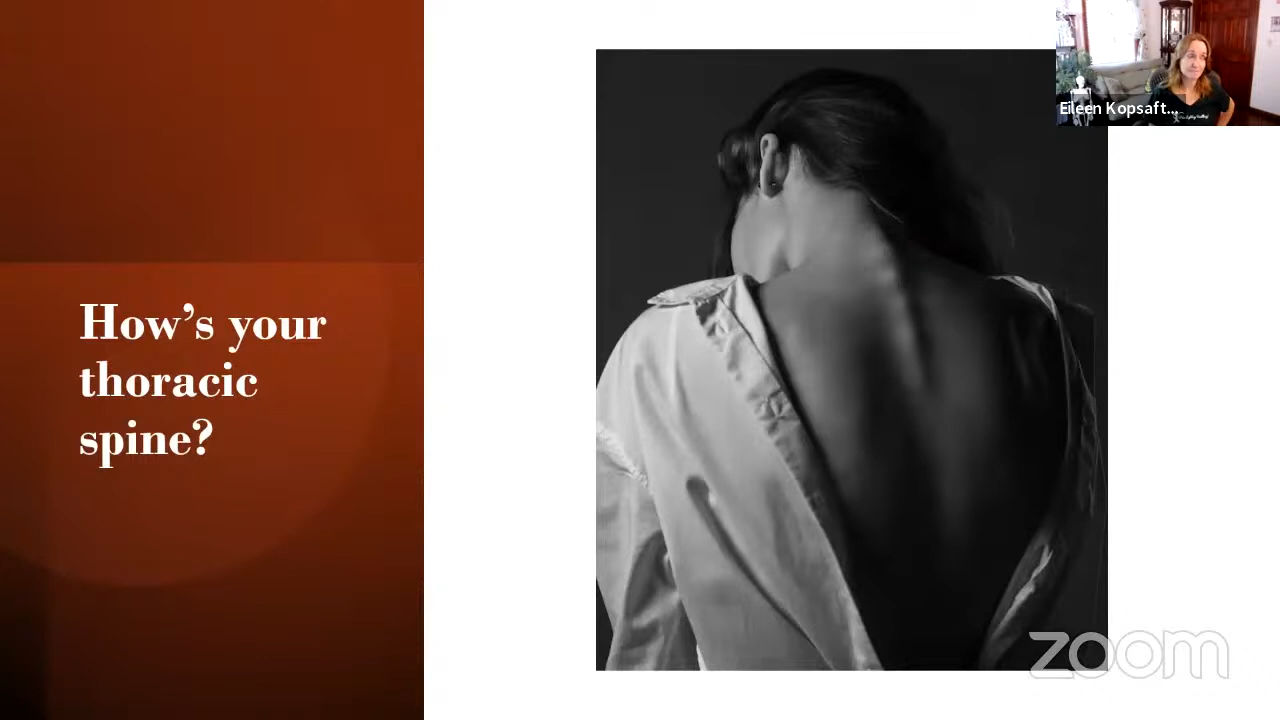 How’s your
thoracic
spine?
Eileen Kopsaft...
zoom